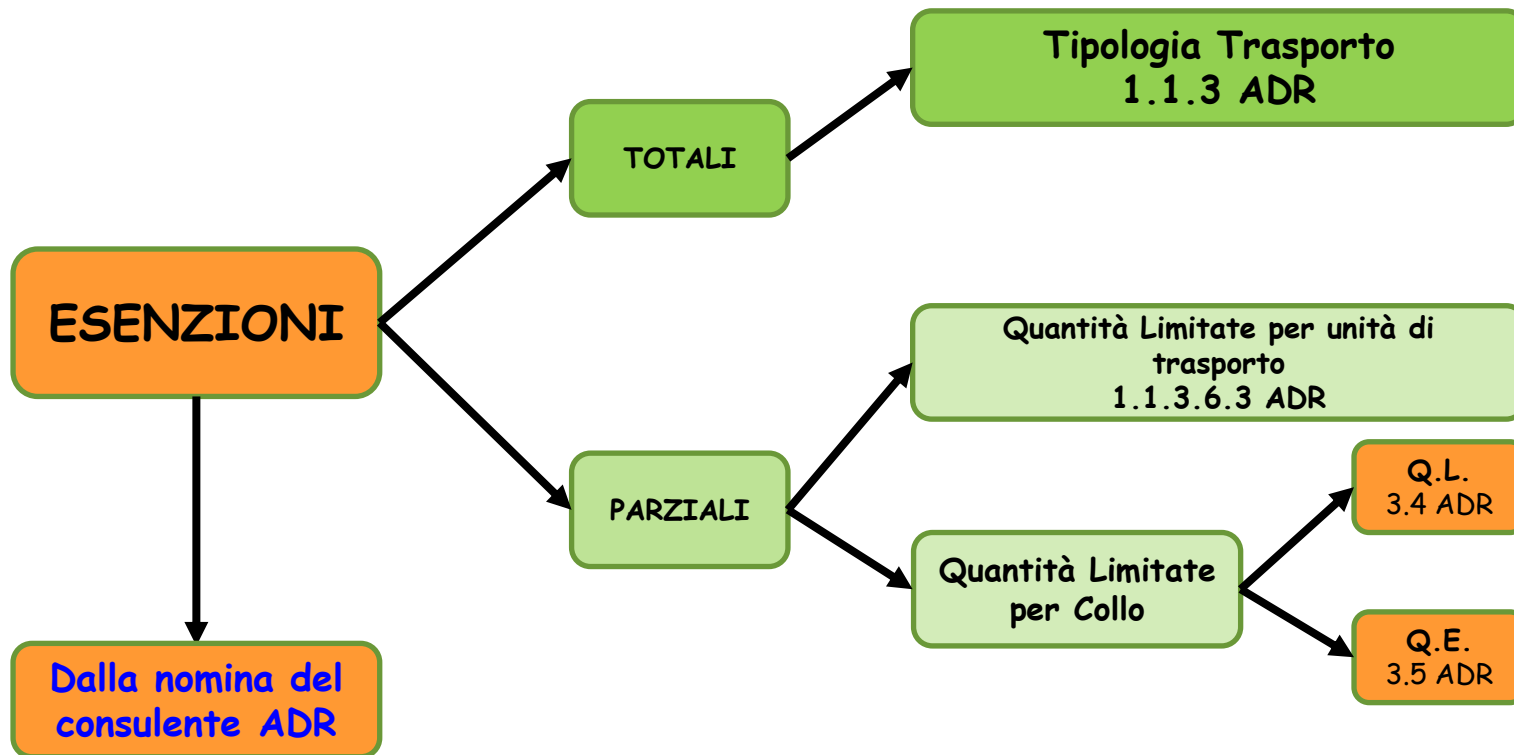 Tipologia Trasporto
1.1.3 ADR
TOTALI
ESENZIONI
Quantità Limitate per unità di
trasporto
1.1.3.6.3 ADR
PARZIALI
Quantità Limitate
per Collo
Q.L.
3.4 ADR
Q.E.
3.5 ADR
Dalla nomina del
consulente ADR